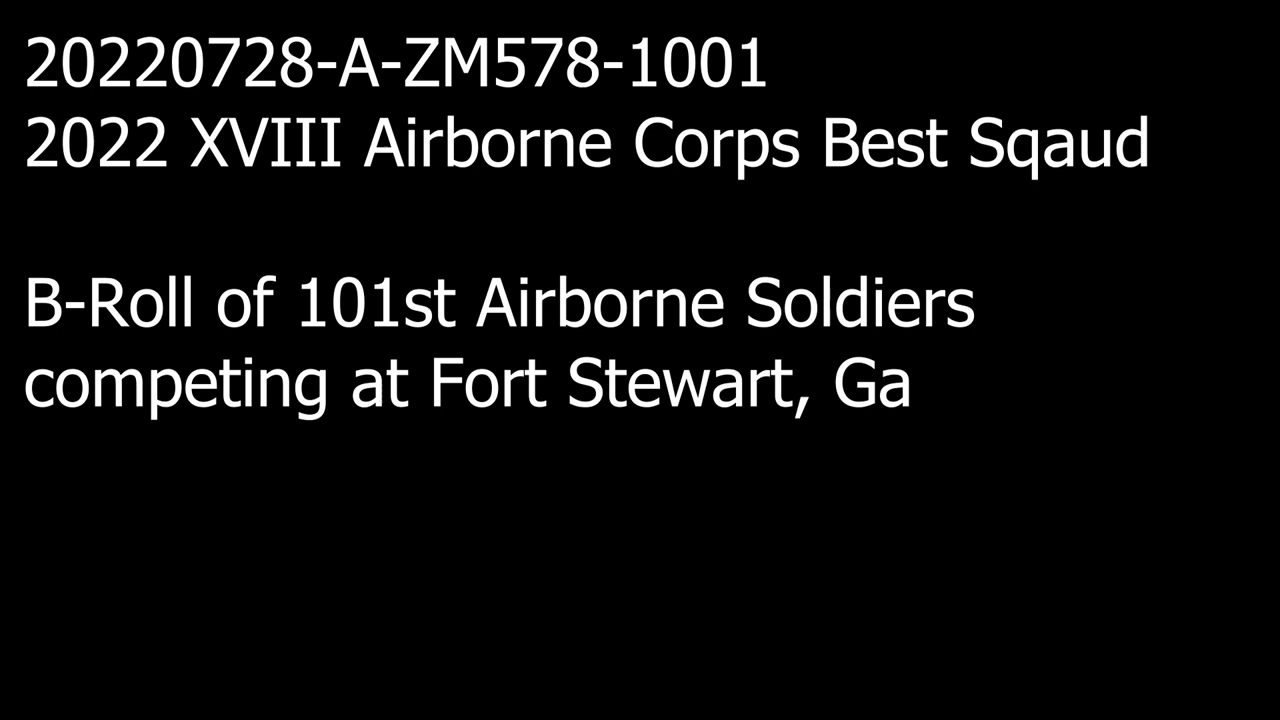 20220728-A-ZM578-1001
2022 XVIII Airborne Corps Best Sqaud
B-Roll of 101st Airborne Soldiers
competing at Fort Stewart, Ga